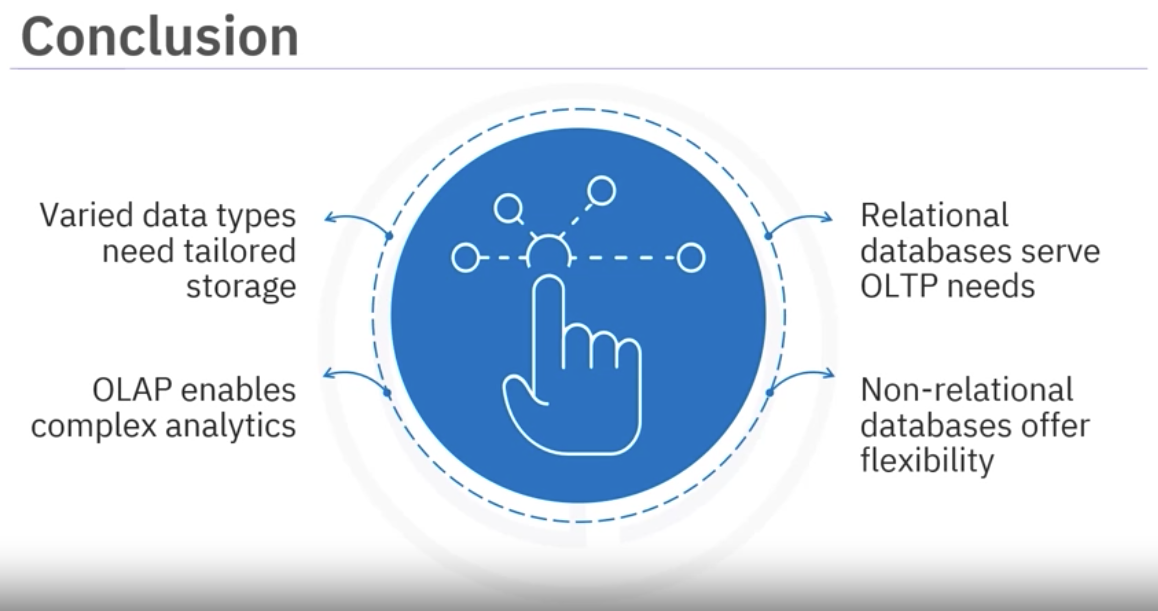 Conclusion
Varied data types
need tailored
storage
OLAP enables
complex analytics
Relational
databases serve
OLTP needs
Non-relational
databases offer
flexibility